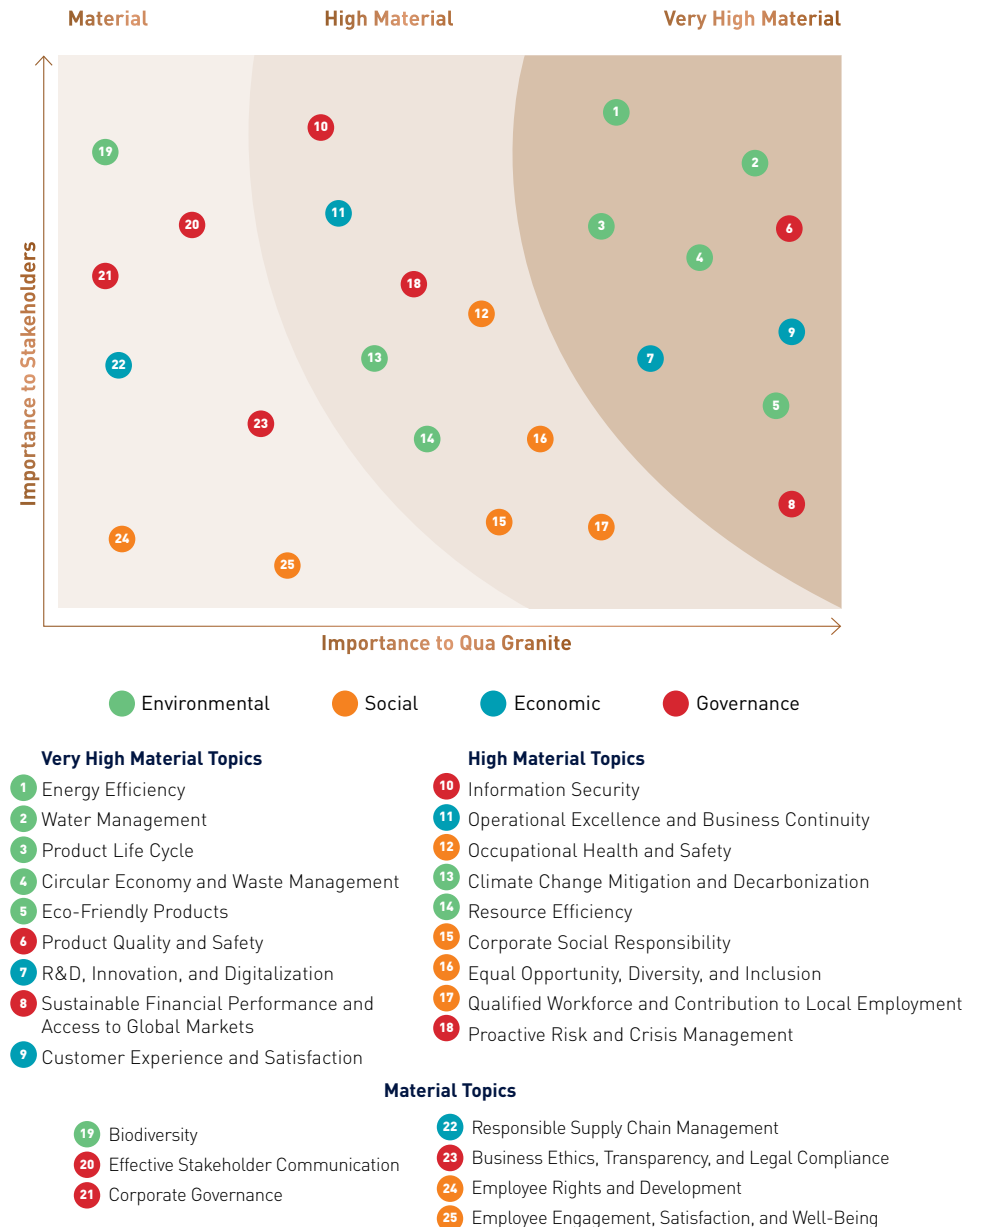 Material
High Material
Very High Material
Importance to Stakeholders
1
10
19
2
11
20
3
6
4
21
18
12
9
13
7
22
5
23
14
16
8
15
17
24
25
Importance to Qua Granite
Environmental
Social
Economic
Governance
Very High Material Topics
1 Energy Efficiency
2 Water Management
3 Product Life Cycle
4 Circular Economy and Waste Management
5 Eco-Friendly Products
6 Product Quality and Safety
7 R&D, Innovation, and Digitalization
8 Sustainable Financial Performance and
Access to Global Markets
9 Customer Experience and Satisfaction
High Material Topics
10 Information Security
11 Operational Excellence and Business Continuity
12 Occupational Health and Safety
13 Climate Change Mitigation and Decarbonization
14 Resource Efficiency
15 Corporate Social Responsibility
16 Equal Opportunity, Diversity, and Inclusion
17 Qualified Workforce and Contribution to Local Employment
18 Proactive Risk and Crisis Management
Material Topics
19 Biodiversity
20 Effective Stakeholder Communication
21 Corporate Governance
22 Responsible Supply Chain Management
23 Business Ethics, Transparency, and Legal Compliance
24 Employee Rights and Development
25 Employee Engagement, Satisfaction, and Well-Being